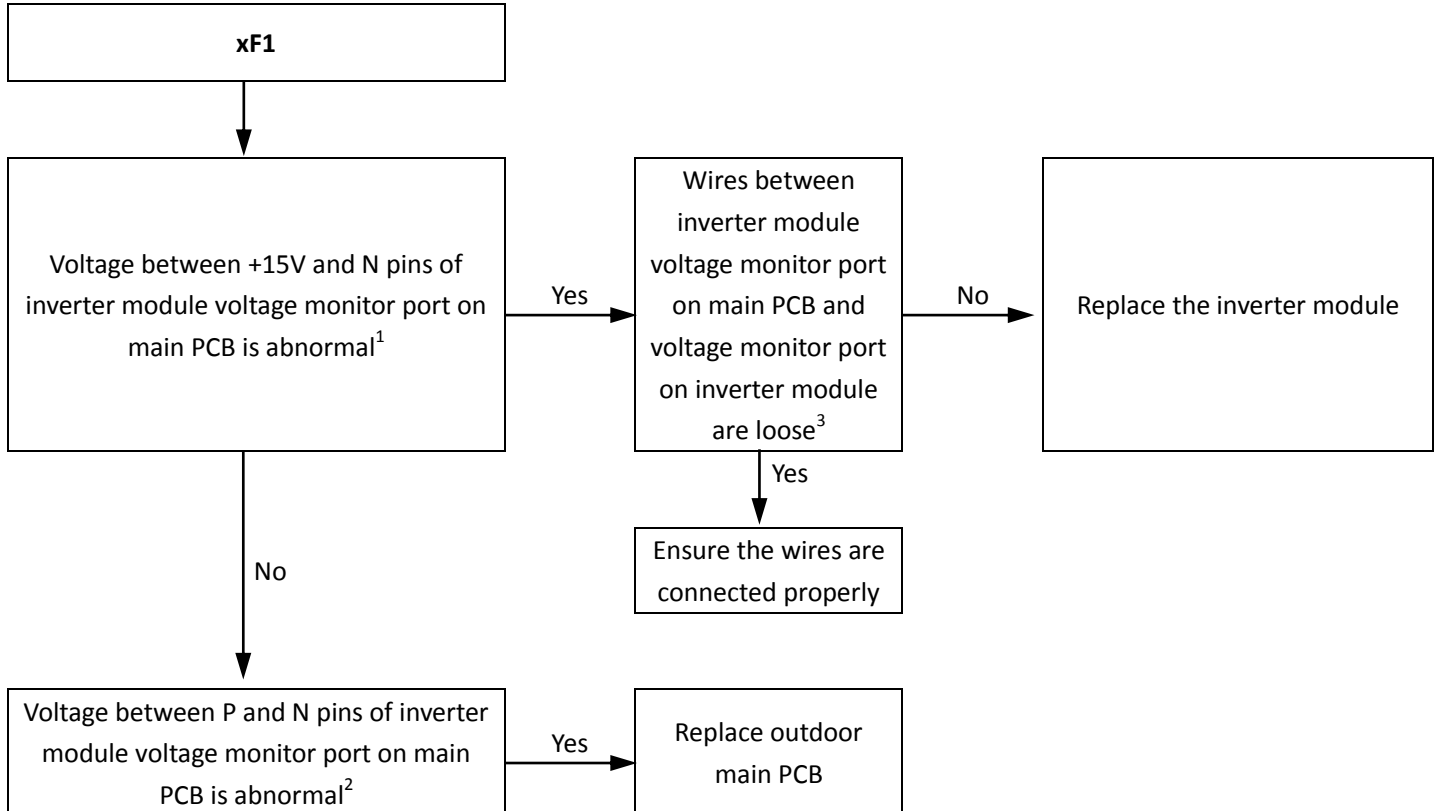 xF1
Voltage between +15V and N pins of
inverter module voltage monitor port on
main PCB is abnormal1
Yes
Wires between
inverter module
voltage monitor port
on main PCB and
voltage monitor port
on inverter module
are loose3
No
Replace the inverter module
Yes
Ensure the wires are
connected properly
No
Voltage between P and N pins of inverter
module voltage monitor port on main
PCB is abnormal2
Yes
Replace outdoor
main PCB